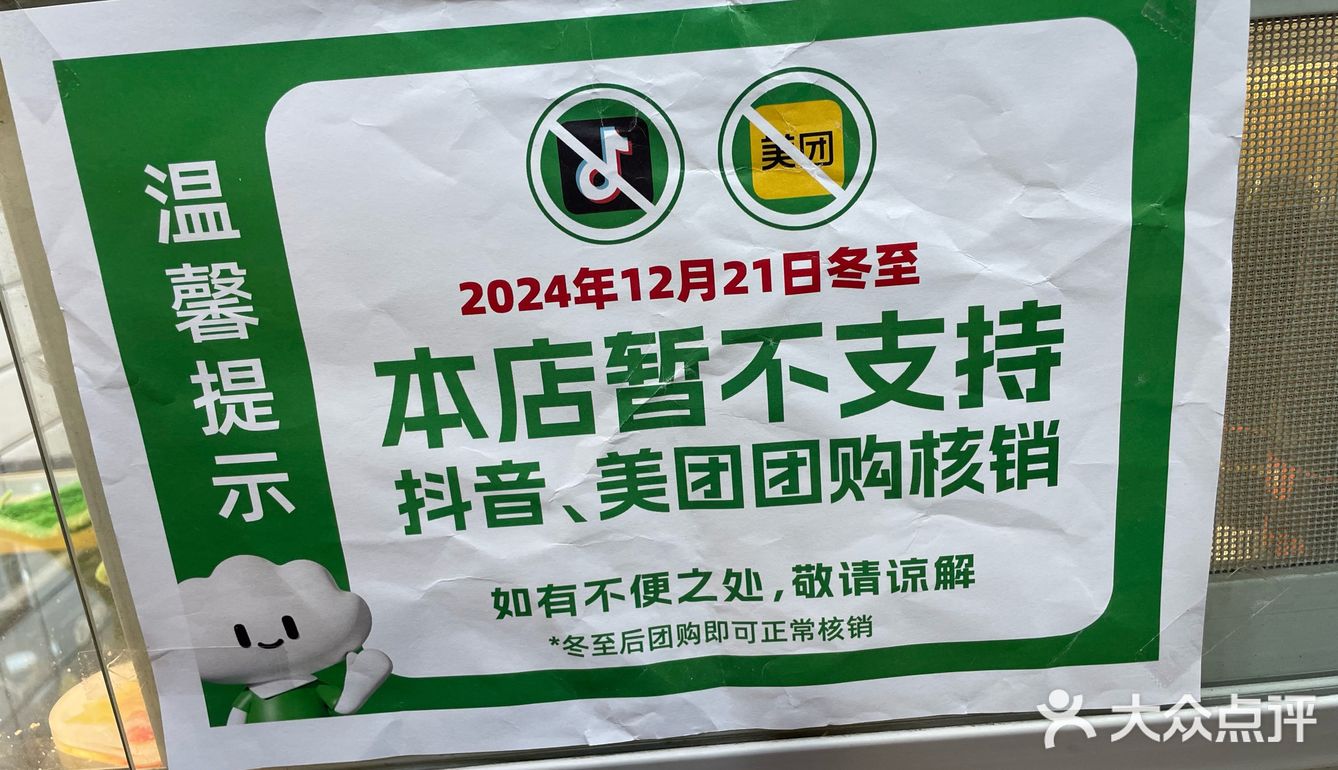 温馨提示
美团
2024年12月21日冬至
本店暂不支持
抖音、美团团购核销
如有不便之处,敬请谅解
*冬至后团购即可正常核销
大众点评